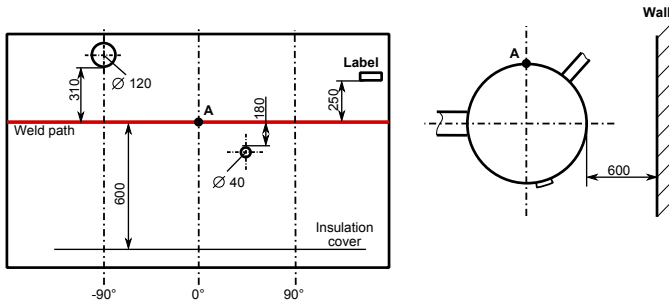 Wall
A
Label
⌀ 120
310
250
180
A
Weld path
600
⌀ 40
600
Insulation
cover
-90°
0°
90°